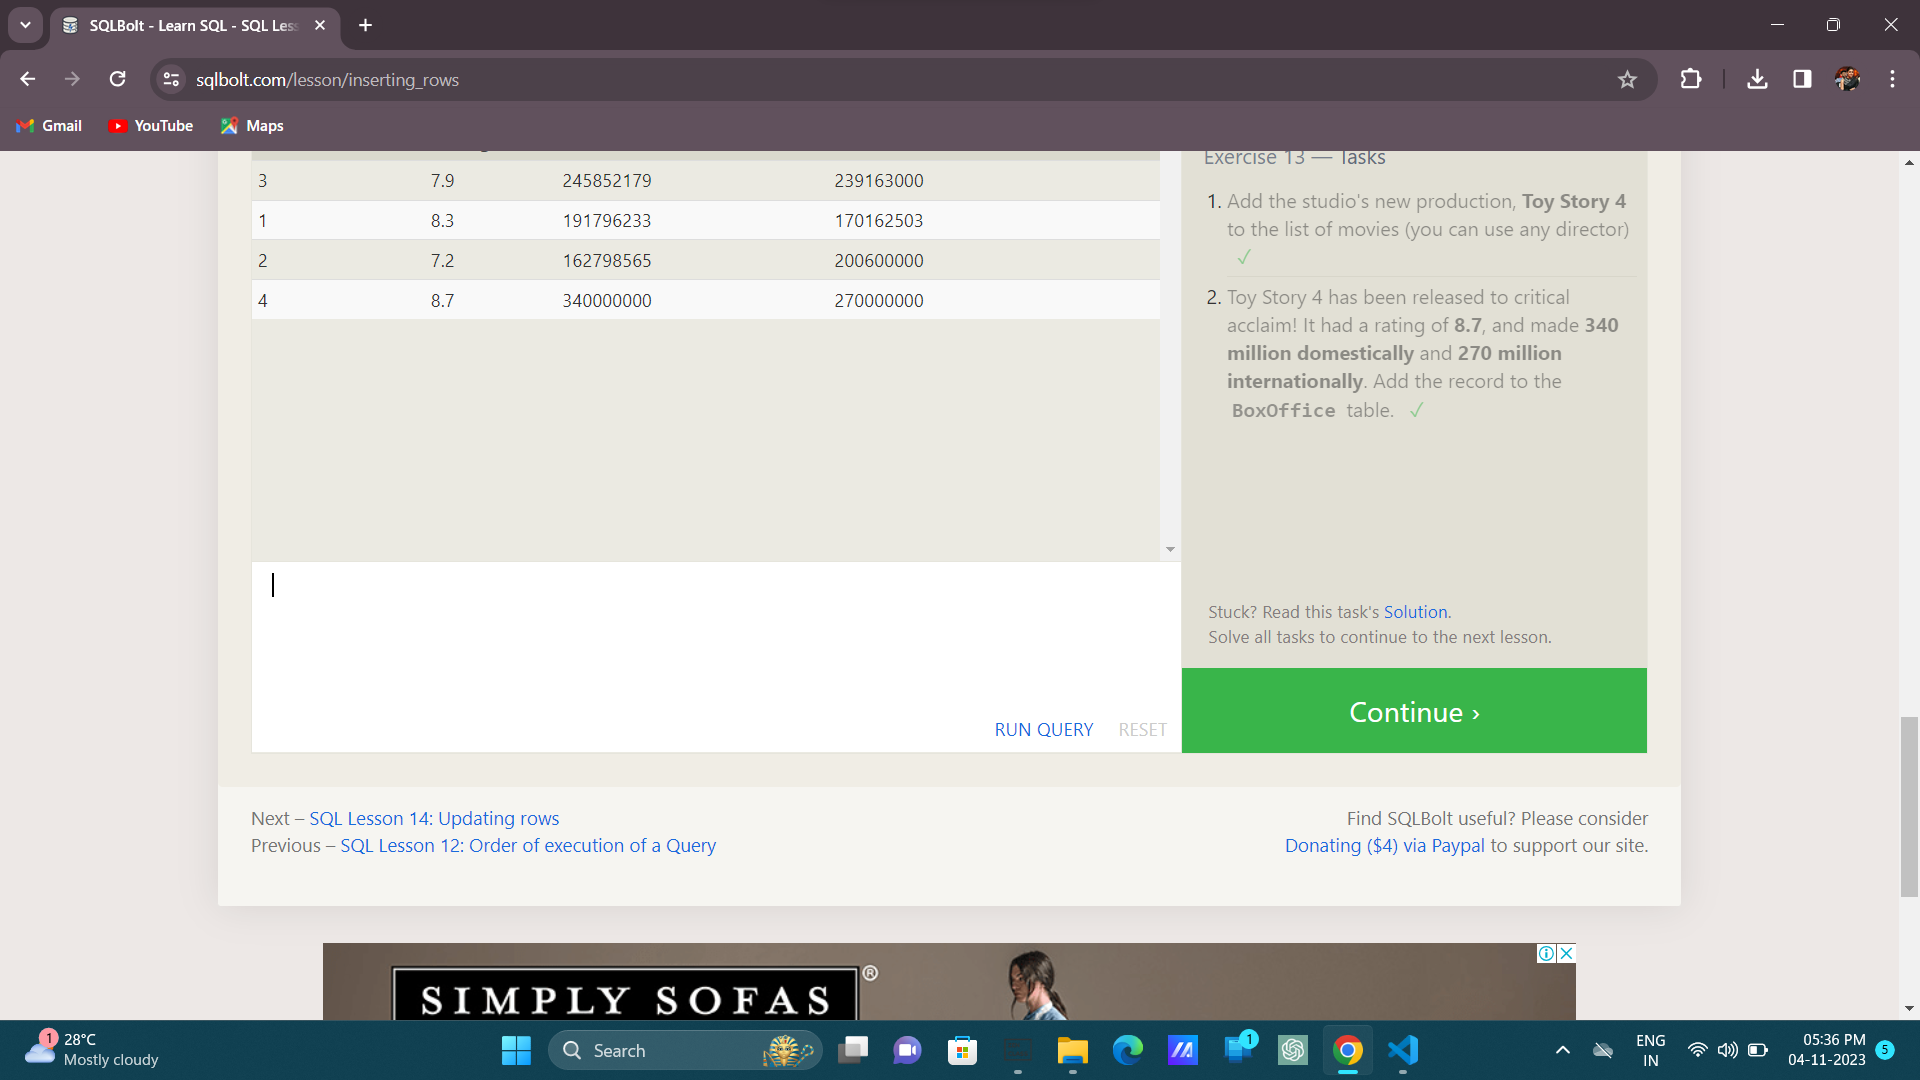 SQLBolt - Learn SQL - SQL Les
sqlbolt.com/lesson/inserting_rows
Gmail
YouTube
Maps
3 7.9 245852179 239163000
1 8.3 191796233 170162503
2 7.2 162798565 200600000
4 8.7 340000000 270000000
RUN QUERY RESET
Exercise 13 — Tasks
1. Add the studio's new production, Toy Story 4
to the list of movies (you can use any director)
✓
2. Toy Story 4 has been released to critical
acclaim! It had a rating of 8.7, and made 340
million domestically and 270 million
internationally. Add the record to the
BoxOffice table. ✓
Stuck? Read this task's Solution.
Solve all tasks to continue to the next lesson.
Continue ›
Next – SQL Lesson 14: Updating rows
Previous – SQL Lesson 12: Order of execution of a Query
Find SQLBolt useful? Please consider
Donating ($4) via Paypal to support our site.
SIMPLY SOFAS ®
1
28°C
Mostly cloudy
Search
1
ENG
IN
05:36 PM
04-11-2023
5